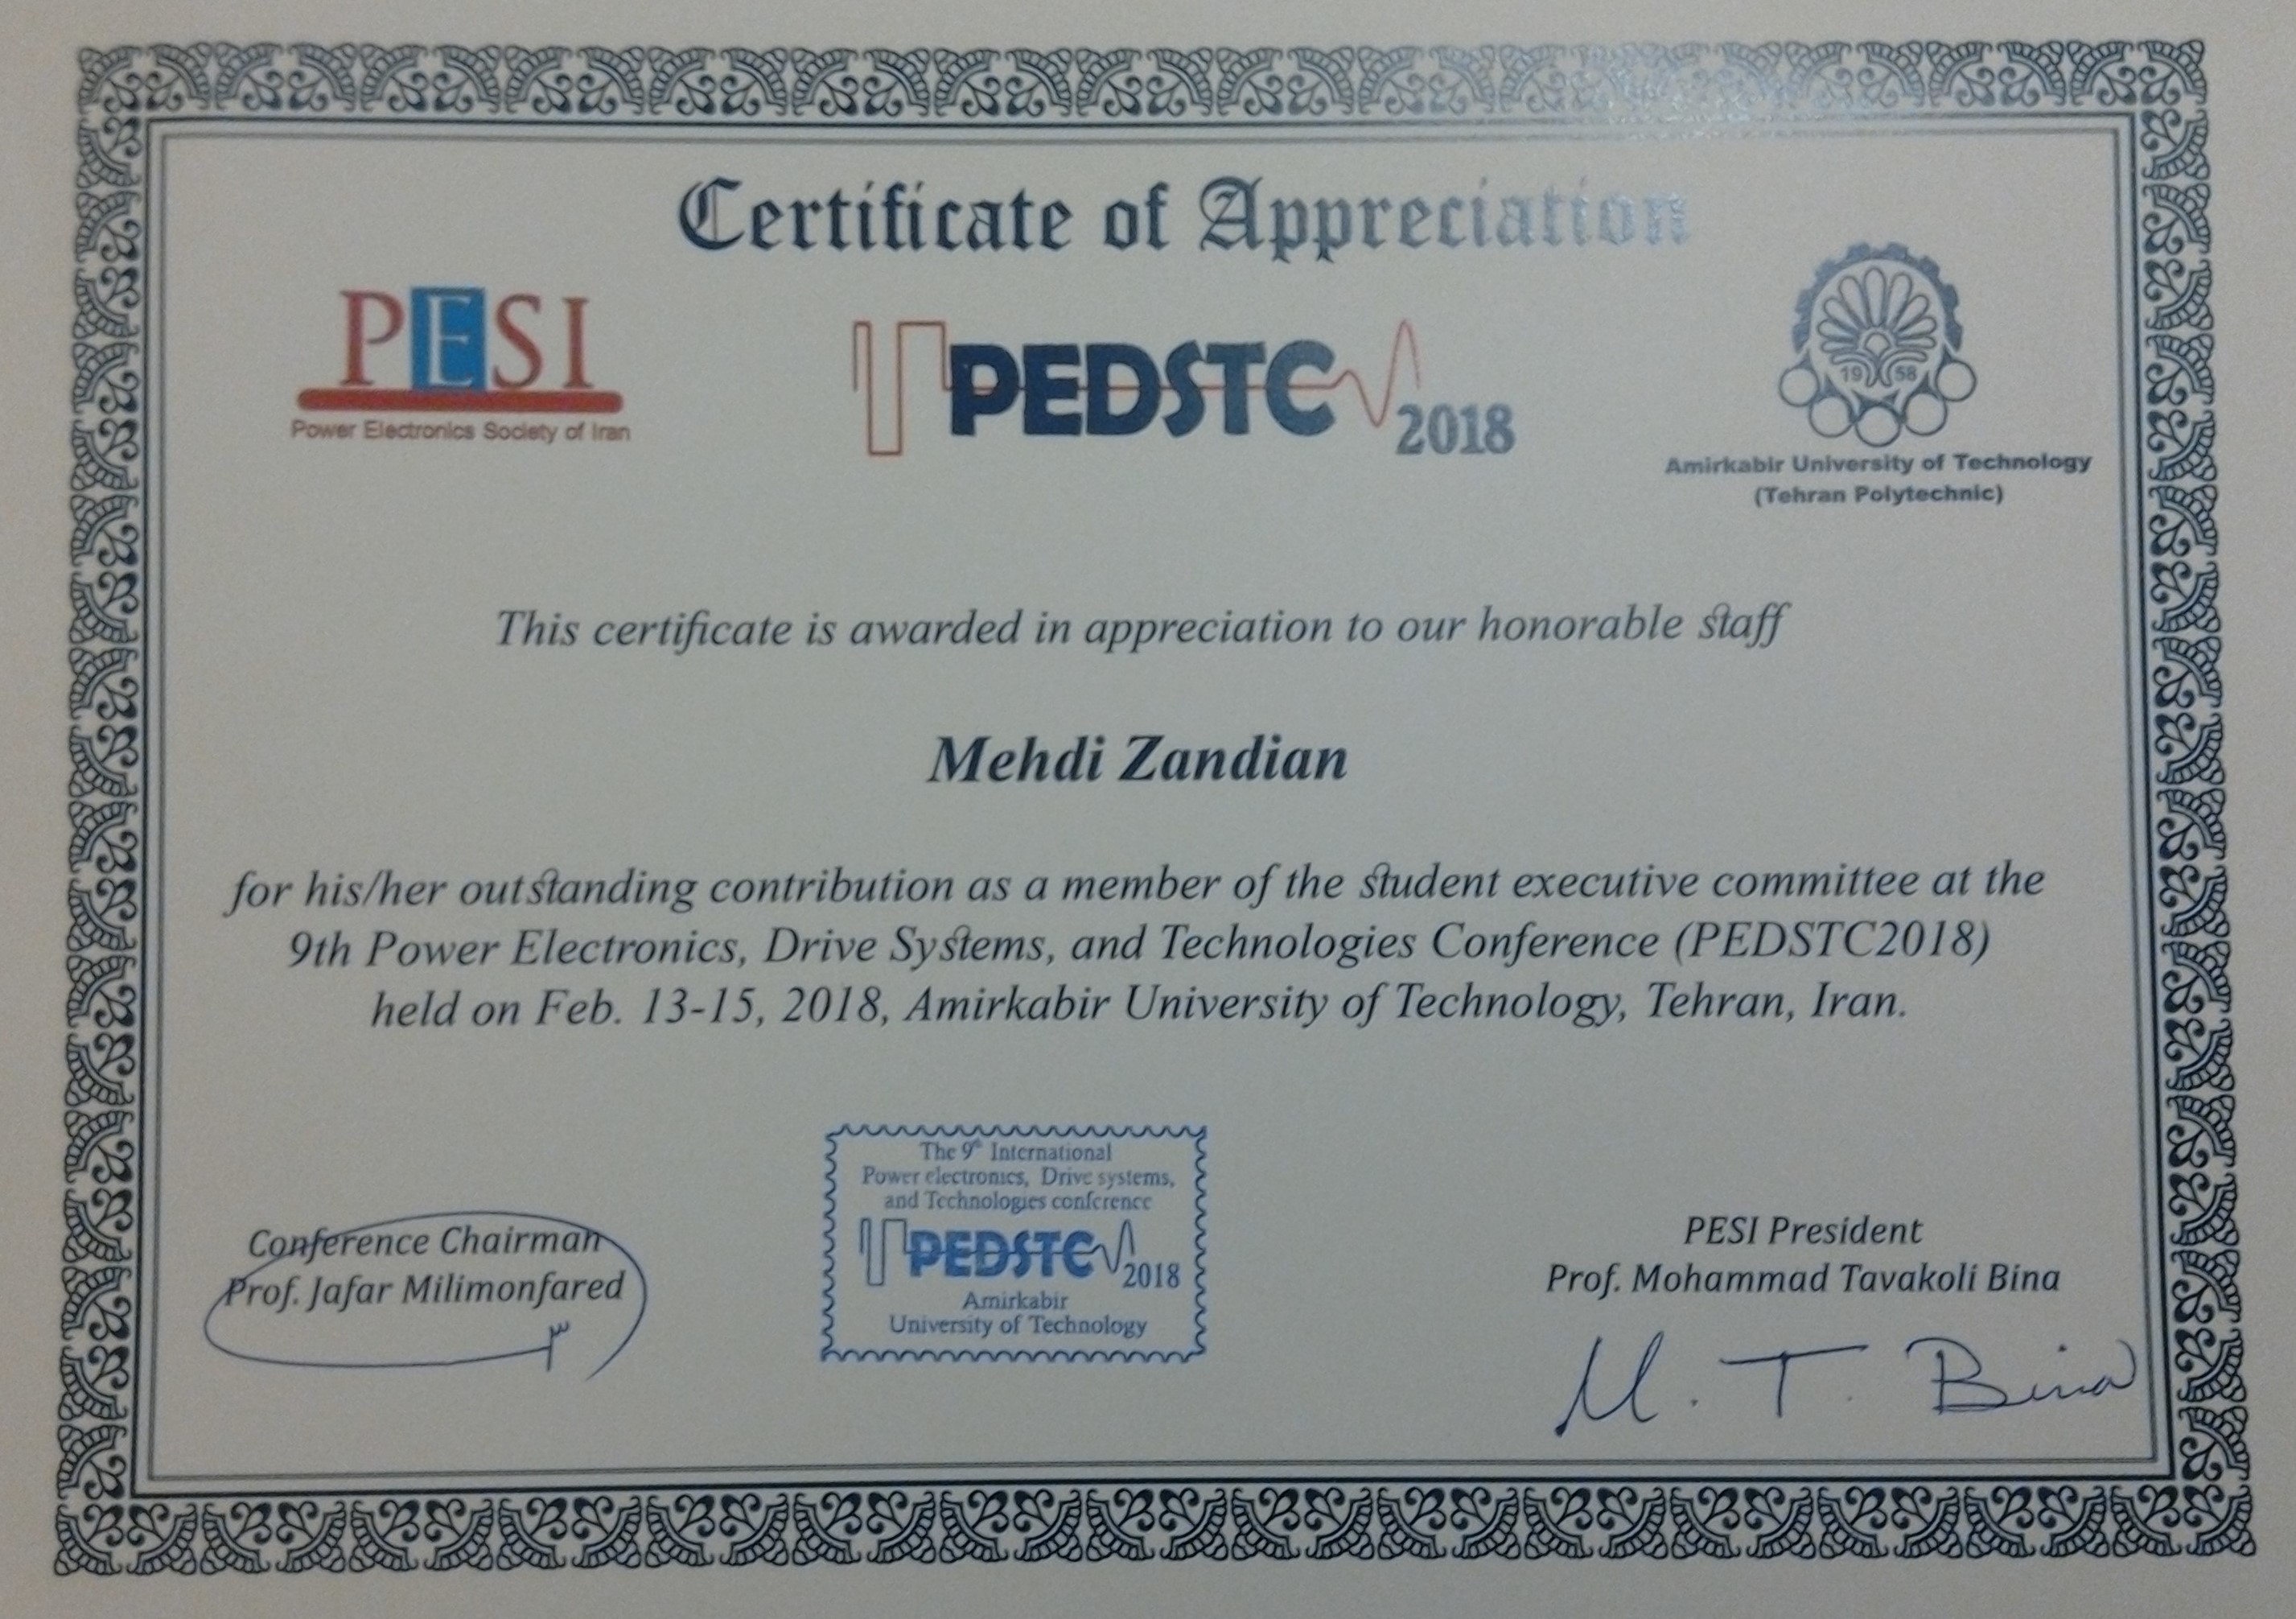 Certificate of Appreciation
PESI
Power Electronics Society of Iran
PEDSTC 2018
1958
Amirkabir University of Technology
(Tehran Polytechnic)
This certificate is awarded in appreciation to our honorable staff
Mehdi Zandian
for his/her outstanding contribution as a member of the student executive committee at the
9th Power Electronics, Drive Systems, and Technologies Conference (PEDSTC2018)
held on Feb. 13-15, 2018, Amirkabir University of Technology, Tehran, Iran.
Conference Chairman
Prof. Jafar Milimonfared
The 9th International
Power electronics, Drive systems,
and Technologies conference
PEDSTC 2018
Amirkabir
University of Technology
PESI President
Prof. Mohammad Tavakoli Bina
M. T. Bina